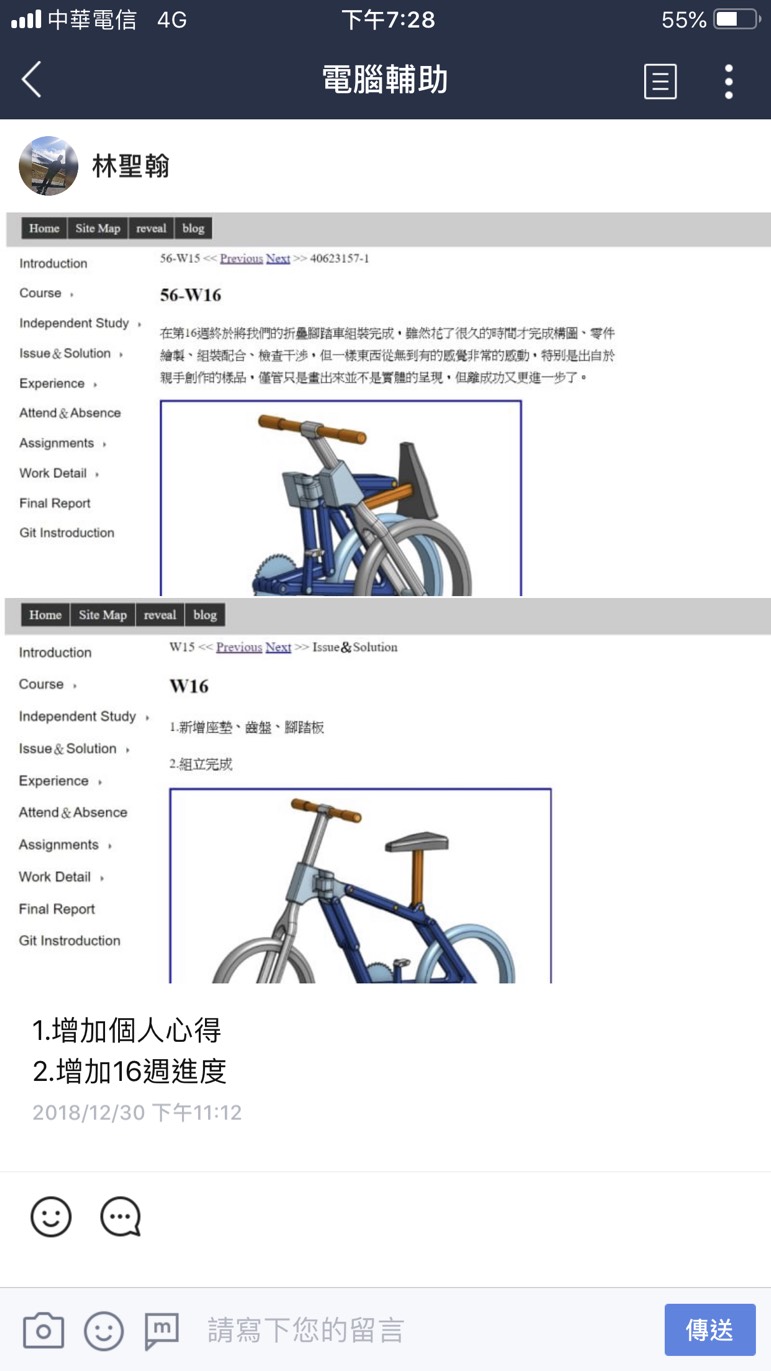 中華電信 4G 下午7:28 55%
電腦輔助
林聖翰
Home Site Map reveal blog
Introduction
Course
Independent Study
Issue&Solution
Experience
Attend&Absence
Assignments
Work Detail
Final Report
Git Instroduction
56-W15 << Previous Next >> 40623157-1
56-W16
在第16週終於將我們的折疊腳踏車組裝完成，雖然花了很久的時間才完成構圖、零件
繪製、組裝配合、檢查干涉，但一樣東西從無到有的感覺非常的感動，特別是出自於
親手創作的樣品，僅管只是畫出來並不是實體的呈現，但離成功又更進一步了。
Home Site Map reveal blog
Introduction
Course
Independent Study
Issue&Solution
Experience
Attend&Absence
Assignments
Work Detail
Final Report
Git Instroduction
W15 << Previous Next >> Issue&Solution
W16
1.新增座墊、齒盤、腳踏板
2.組立完成
1.增加個人心得
2.增加16週進度
2018/12/30 下午11:12
m
請寫下您的留言
傳送